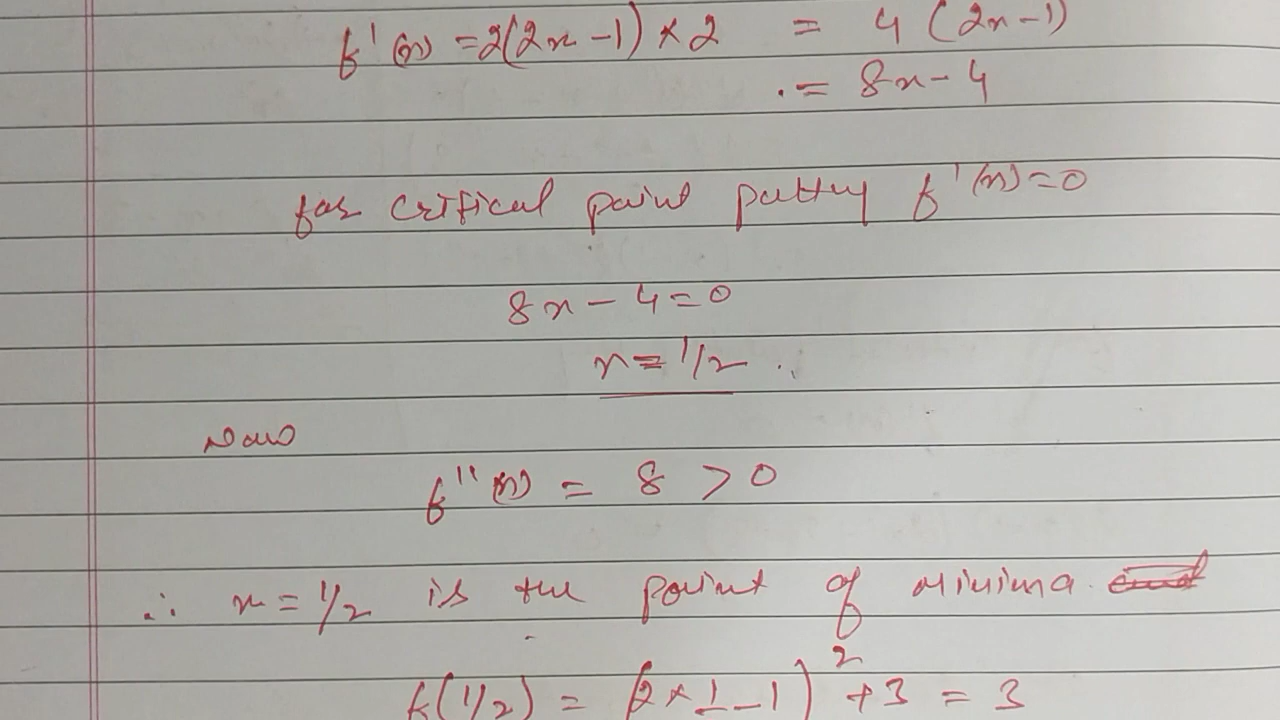 f'(x) = 2(2x-1) × 2 = 4(2x-1)
. = 8x - 4
for critical point putting f'(x) = 0
8x - 4 = 0
x = 1/2 .
Now
f''(x) = 8 > 0
∴ x = 1/2 is the point of minima.
f(1/2) = (2×1-1)² + 3 = 3